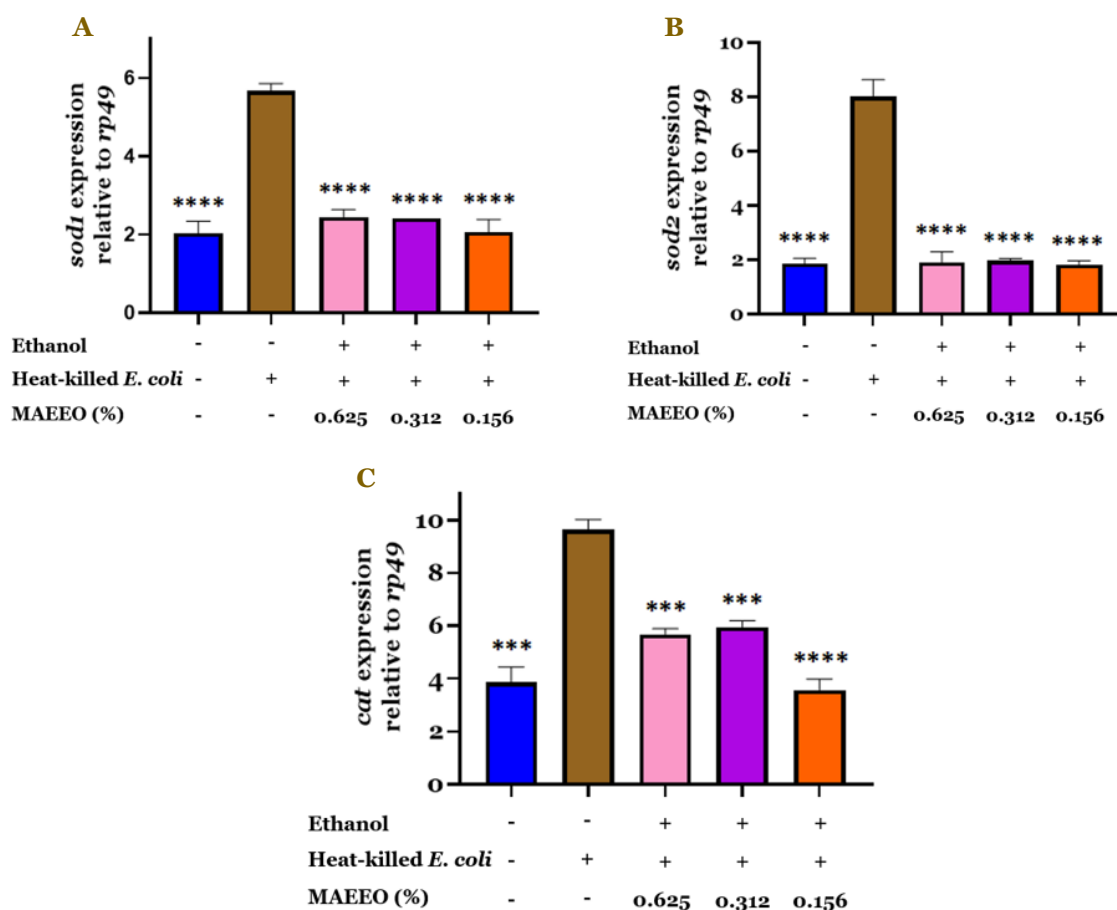 A
sod1 expression
relative to rp49
6
4
2
0
**** **** **** ****
Ethanol - - + + +
Heat-killed E. coli - + + + +
MAEEO (%) - - 0.625 0.312 0.156
B
sod2 expression
relative to rp49
10
8
6
4
2
0
**** **** **** ****
Ethanol - - + + +
Heat-killed E. coli - + + + +
MAEEO (%) - - 0.625 0.312 0.156
C
cat expression
relative to rp49
10
8
6
4
2
0
*** *** *** ****
Ethanol - - + + +
Heat-killed E. coli - + + + +
MAEEO (%) - - 0.625 0.312 0.156